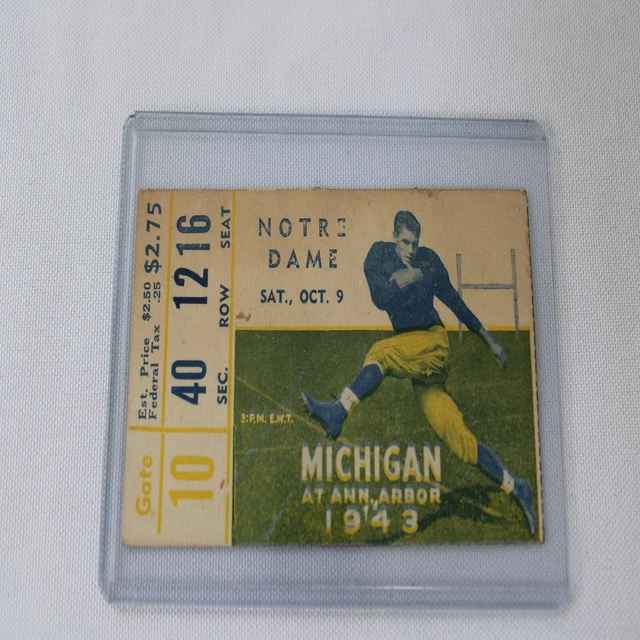 NOTRE
DAME
SAT., OCT. 9
3:P.M. E.W.T.
MICHIGAN
AT ANN ARBOR
1943
Est. Price $2.50
Federal Tax .25
$2.75
SEC. ROW SEAT
40 12 16
Gate
10